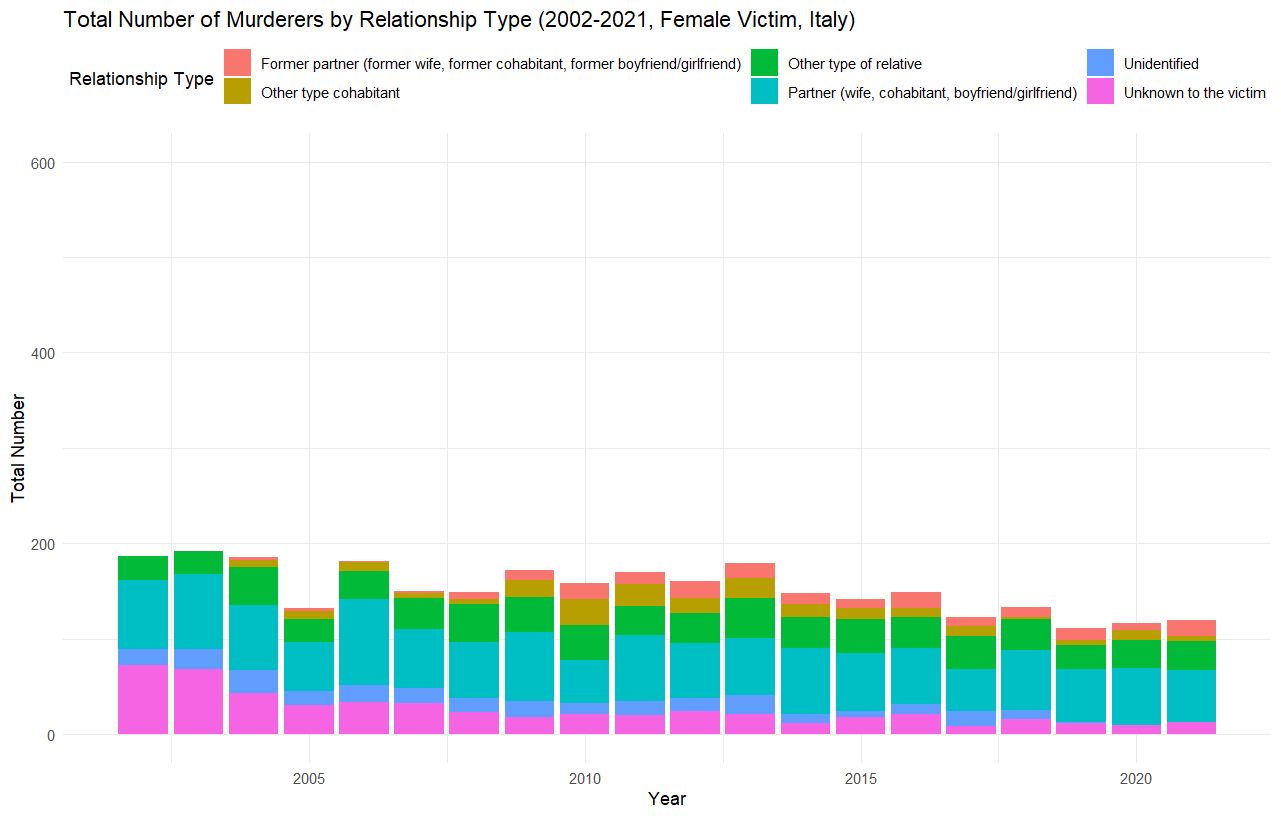 Total Number of Murderers by Relationship Type (2002-2021, Female Victim, Italy)
Relationship Type
Former partner (former wife, former cohabitant, former boyfriend/girlfriend)
Other type cohabitant
Other type of relative
Partner (wife, cohabitant, boyfriend/girlfriend)
Unidentified
Unknown to the victim
Total Number
600
400
200
0
2005
2010
2015
2020
Year